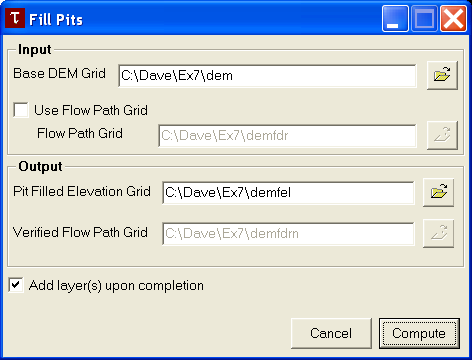 τ Fill Pits
Input
Base DEM Grid C:\Dave\Ex7\dem
Use Flow Path Grid
Flow Path Grid C:\Dave\Ex7\demfdr
Output
Pit Filled Elevation Grid C:\Dave\Ex7\demfel
Verified Flow Path Grid C:\Dave\Ex7\demfdrn
Add layer(s) upon completion
Cancel Compute